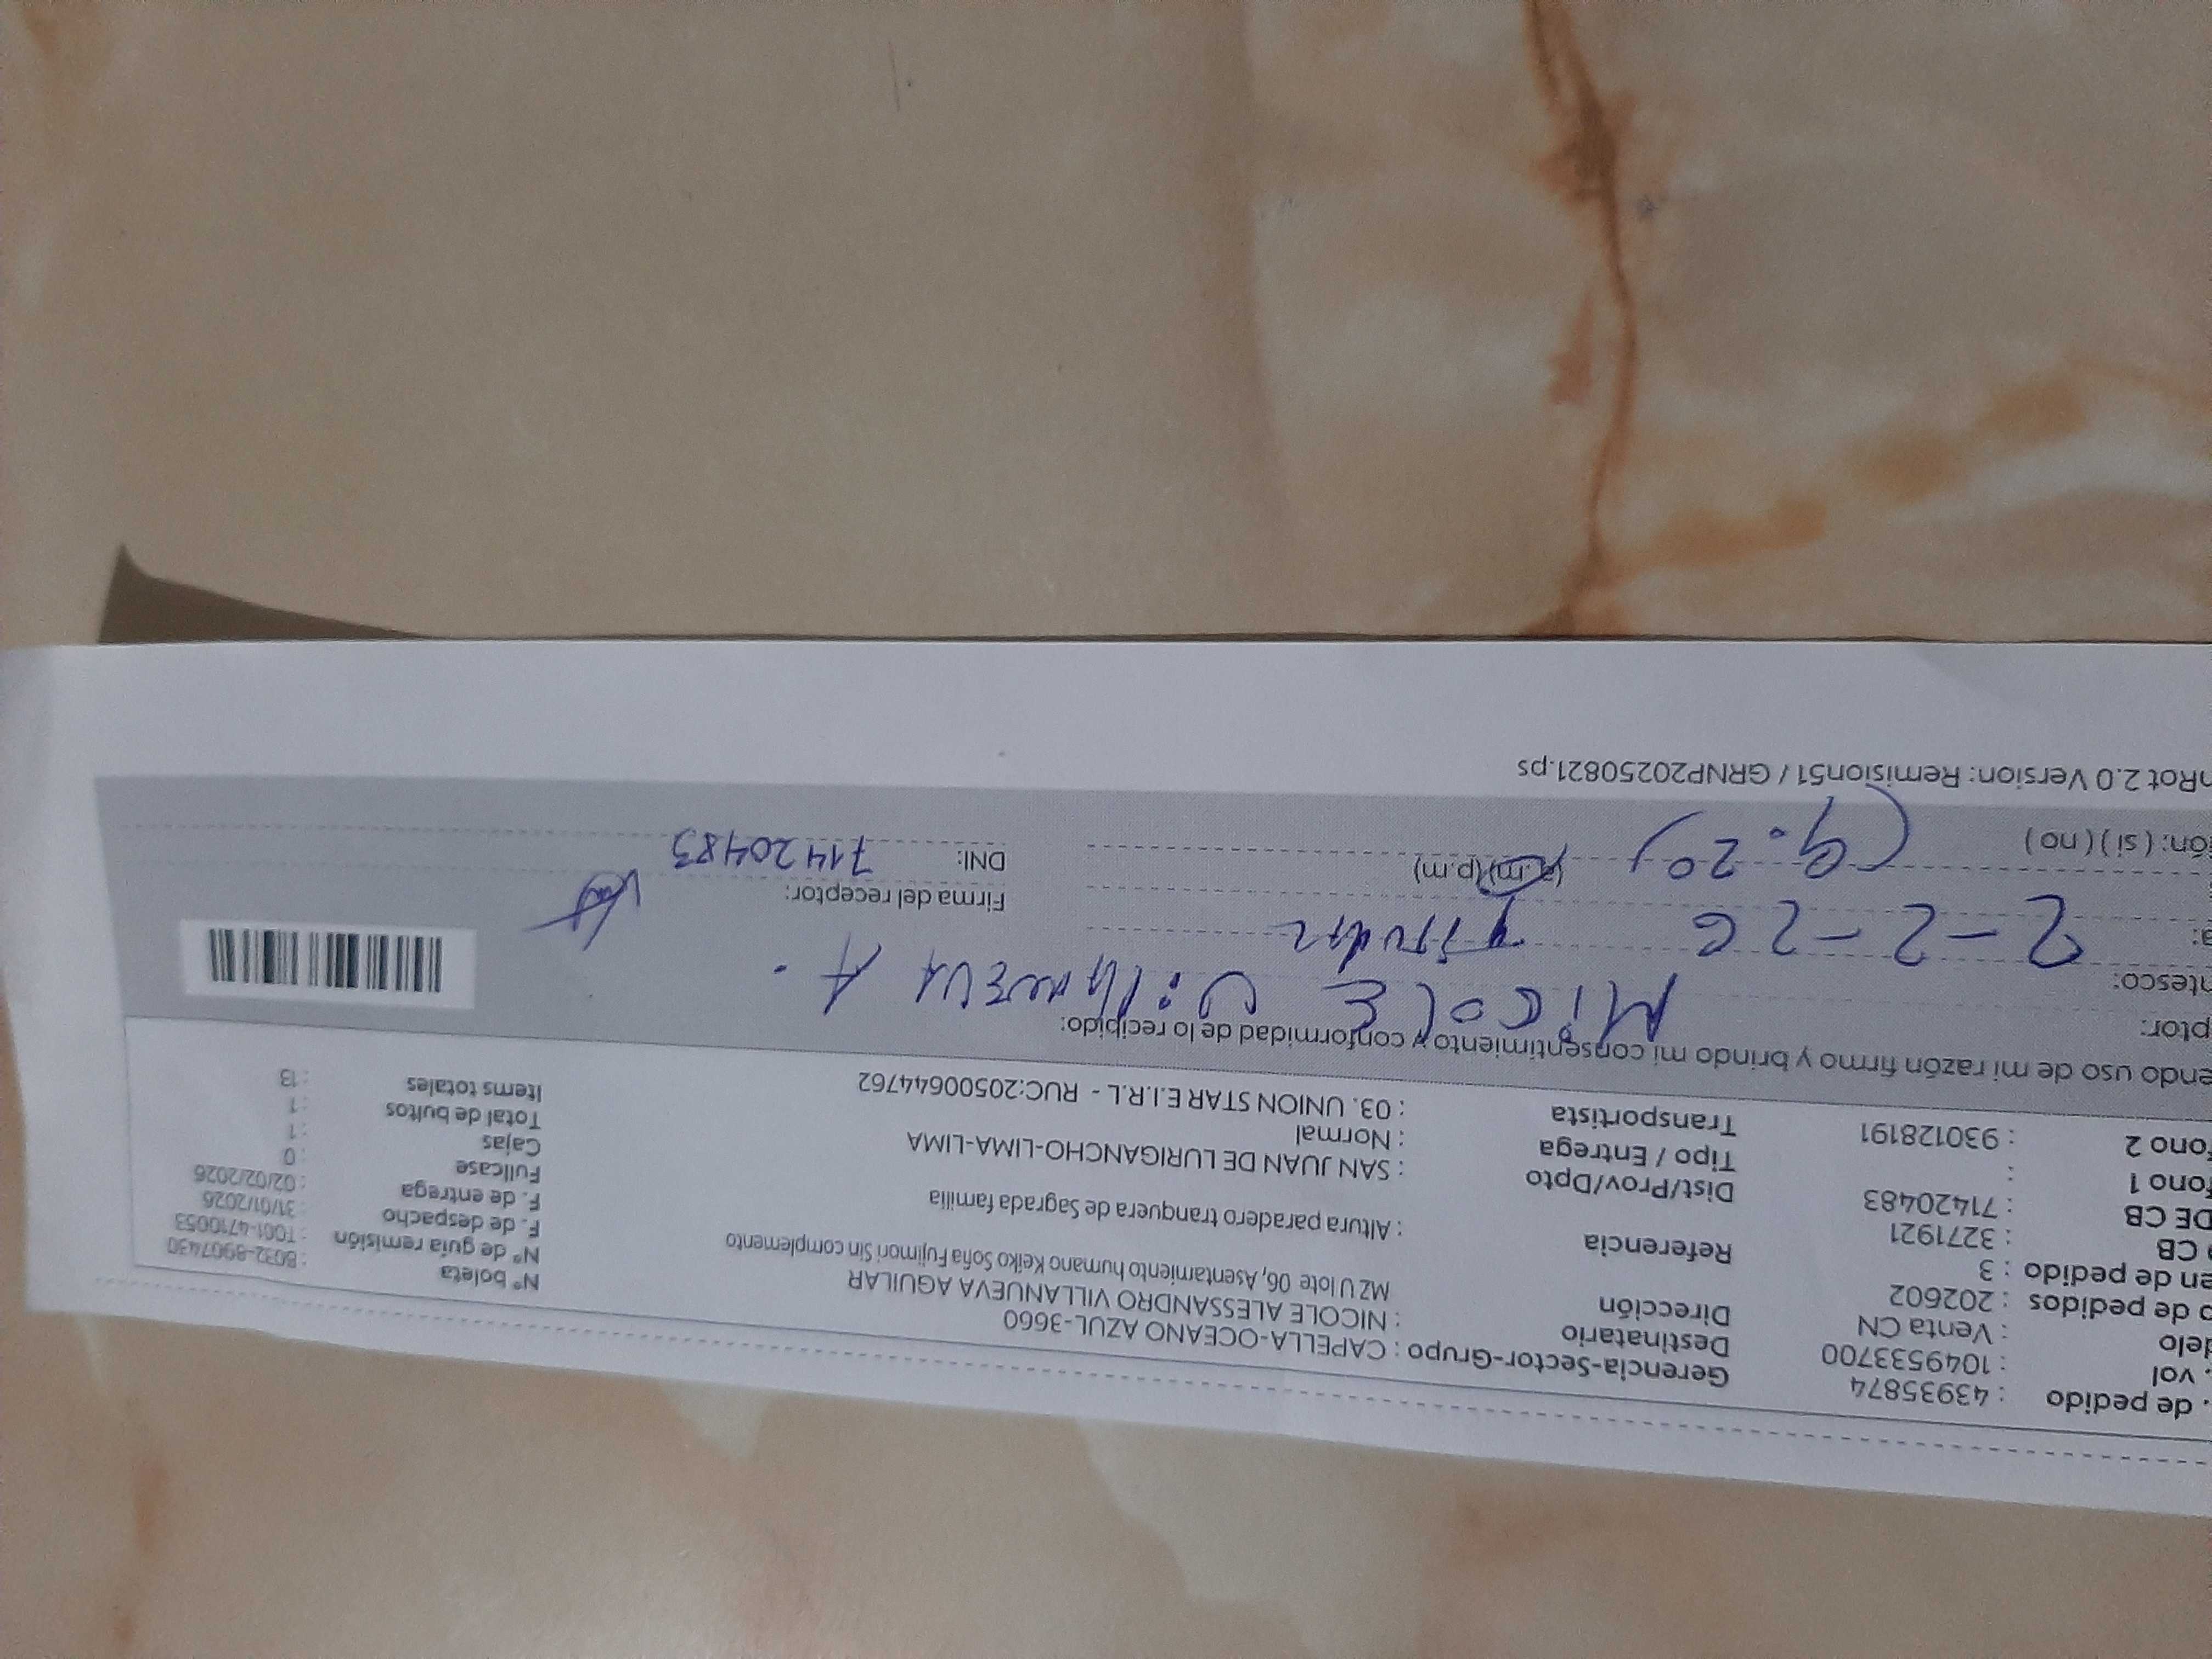 . de pedido : 43935874 Gerencia-Sector-Grupo : CAPELLA-OCEANO AZUL-3660
. vol : 1049533700 Destinatario : NICOLE ALESSANDRO VILLANUEVA AGUILAR Nº boleta : B032-8907430
delo : Venta CN Dirección MZ U lote 06, Asentamiento humano Keiko Sofia Fujimori Sin complemento Nº de guía remisión : T001-4710053
o de pedidos : 202602 F. de despacho : 31/01/2026
en de pedido : 3 Referencia : Altura paradero tranquera de Sagrada familia F. de entrega : 02/02/2026
CB : 3271921 Dist/Prov/Dpto : SAN JUAN DE LURIGANCHO-LIMA-LIMA Fullcase : 0
DE CB : 71420483 Tipo / Entrega : Normal Cajas : 1
fono 1 : Transportista : 03. UNION STAR E.I.R.L - RUC:20500644762 Total de bultos : 1
fono 2 : 930128191 Items totales : 13
endo uso de mi razón firmo y brindo mi consentimiento y conformidad de lo recibido:
ptor: NicolE Villanueva A.
ntesco: titular
a: 2-2-26 Firma del receptor:
(9:20) (a.m)(p.m) DNI: 71420483
ión: ( si ) ( no )
nRot 2.0 Version: Remision51 / GRNP20250821.ps